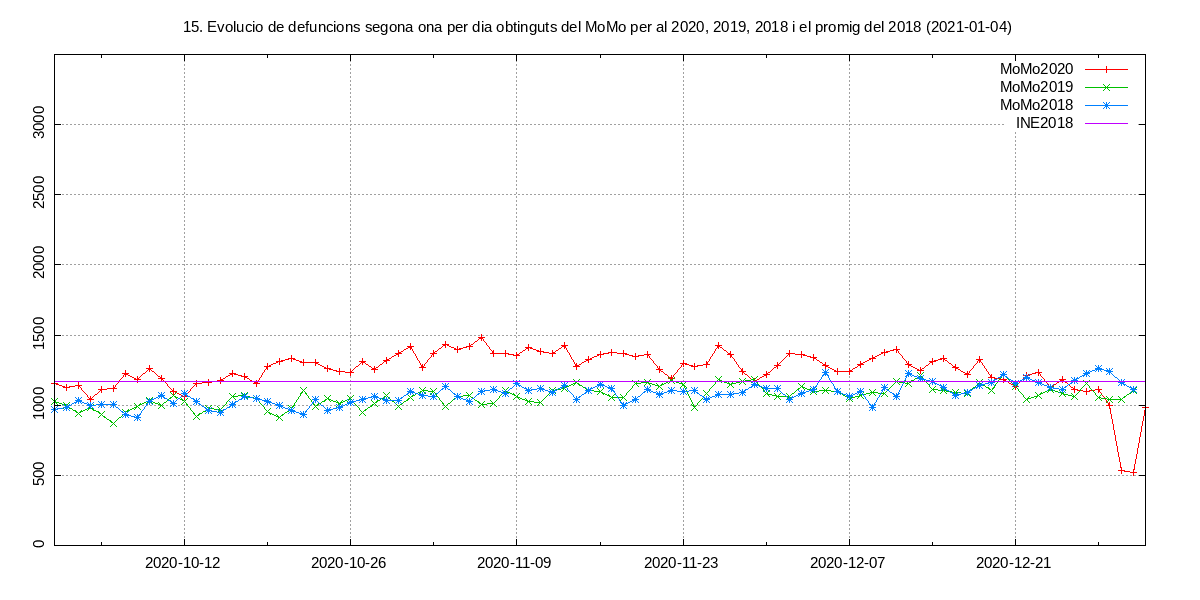 15. Evolucio de defuncions segona ona per dia obtinguts del MoMo per al 2020, 2019, 2018 i el promig del 2018 (2021-01-04)
MoMo2020
MoMo2019
MoMo2018
INE2018
3000
2500
2000
1500
1000
500
0
2020-10-12 2020-10-26 2020-11-09 2020-11-23 2020-12-07 2020-12-21